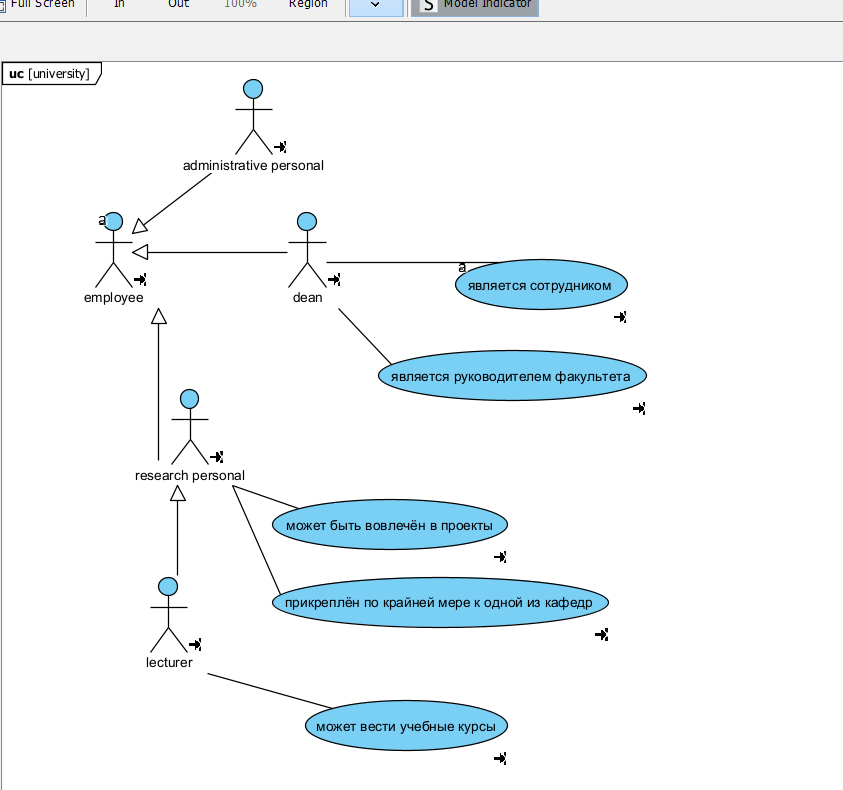 Full Screen In Out 100% Region S Model Indicator
uc [university]
administrative personal
a
employee
dean
a
является сотрудником
является руководителем факультета
research personal
может быть вовлечён в проекты
прикреплён по крайней мере к одной из кафедр
lecturer
может вести учебные курсы